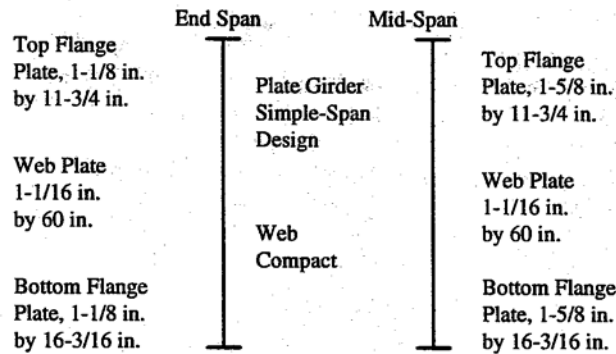 End Span
Mid-Span
Top Flange
Plate, 1-1/8 in.
by 11-3/4 in.
Plate Girder
Simple-Span
Design
Top Flange
Plate, 1-5/8 in.
by 11-3/4 in.
Web Plate
1-1/16 in.
by 60 in.
Web
Compact
Web Plate
1-1/16 in.
by 60 in.
Bottom Flange
Plate, 1-1/8 in.
by 16-3/16 in.
Bottom Flange
Plate, 1-5/8 in.
by 16-3/16 in.